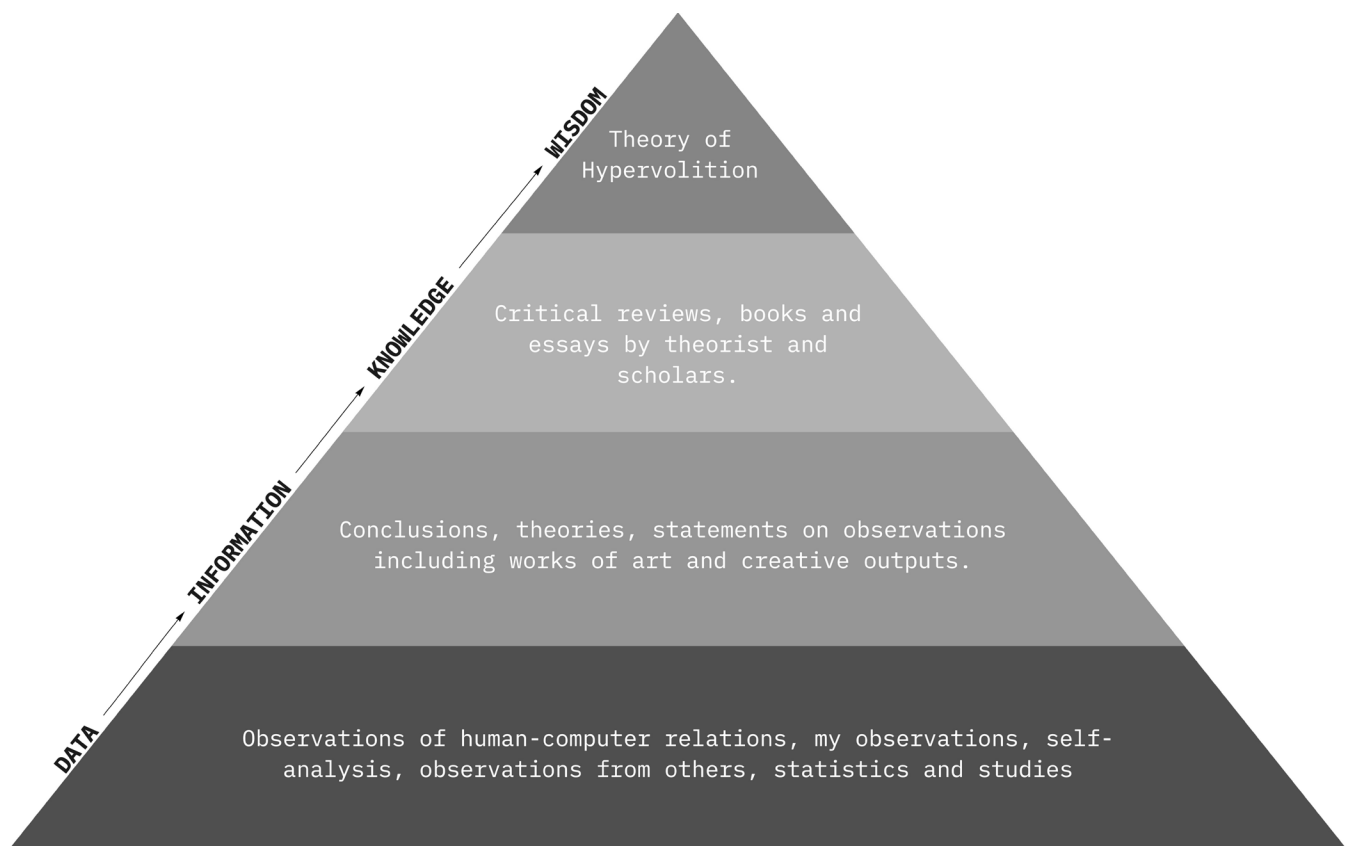 WISDOM
Theory of
Hypervolition
KNOWLEDGE
Critical reviews, books and
essays by theorist and
scholars.
INFORMATION
Conclusions, theories, statements on observations
including works of art and creative outputs.
DATA
Observations of human-computer relations, my observations, self-
analysis, observations from others, statistics and studies